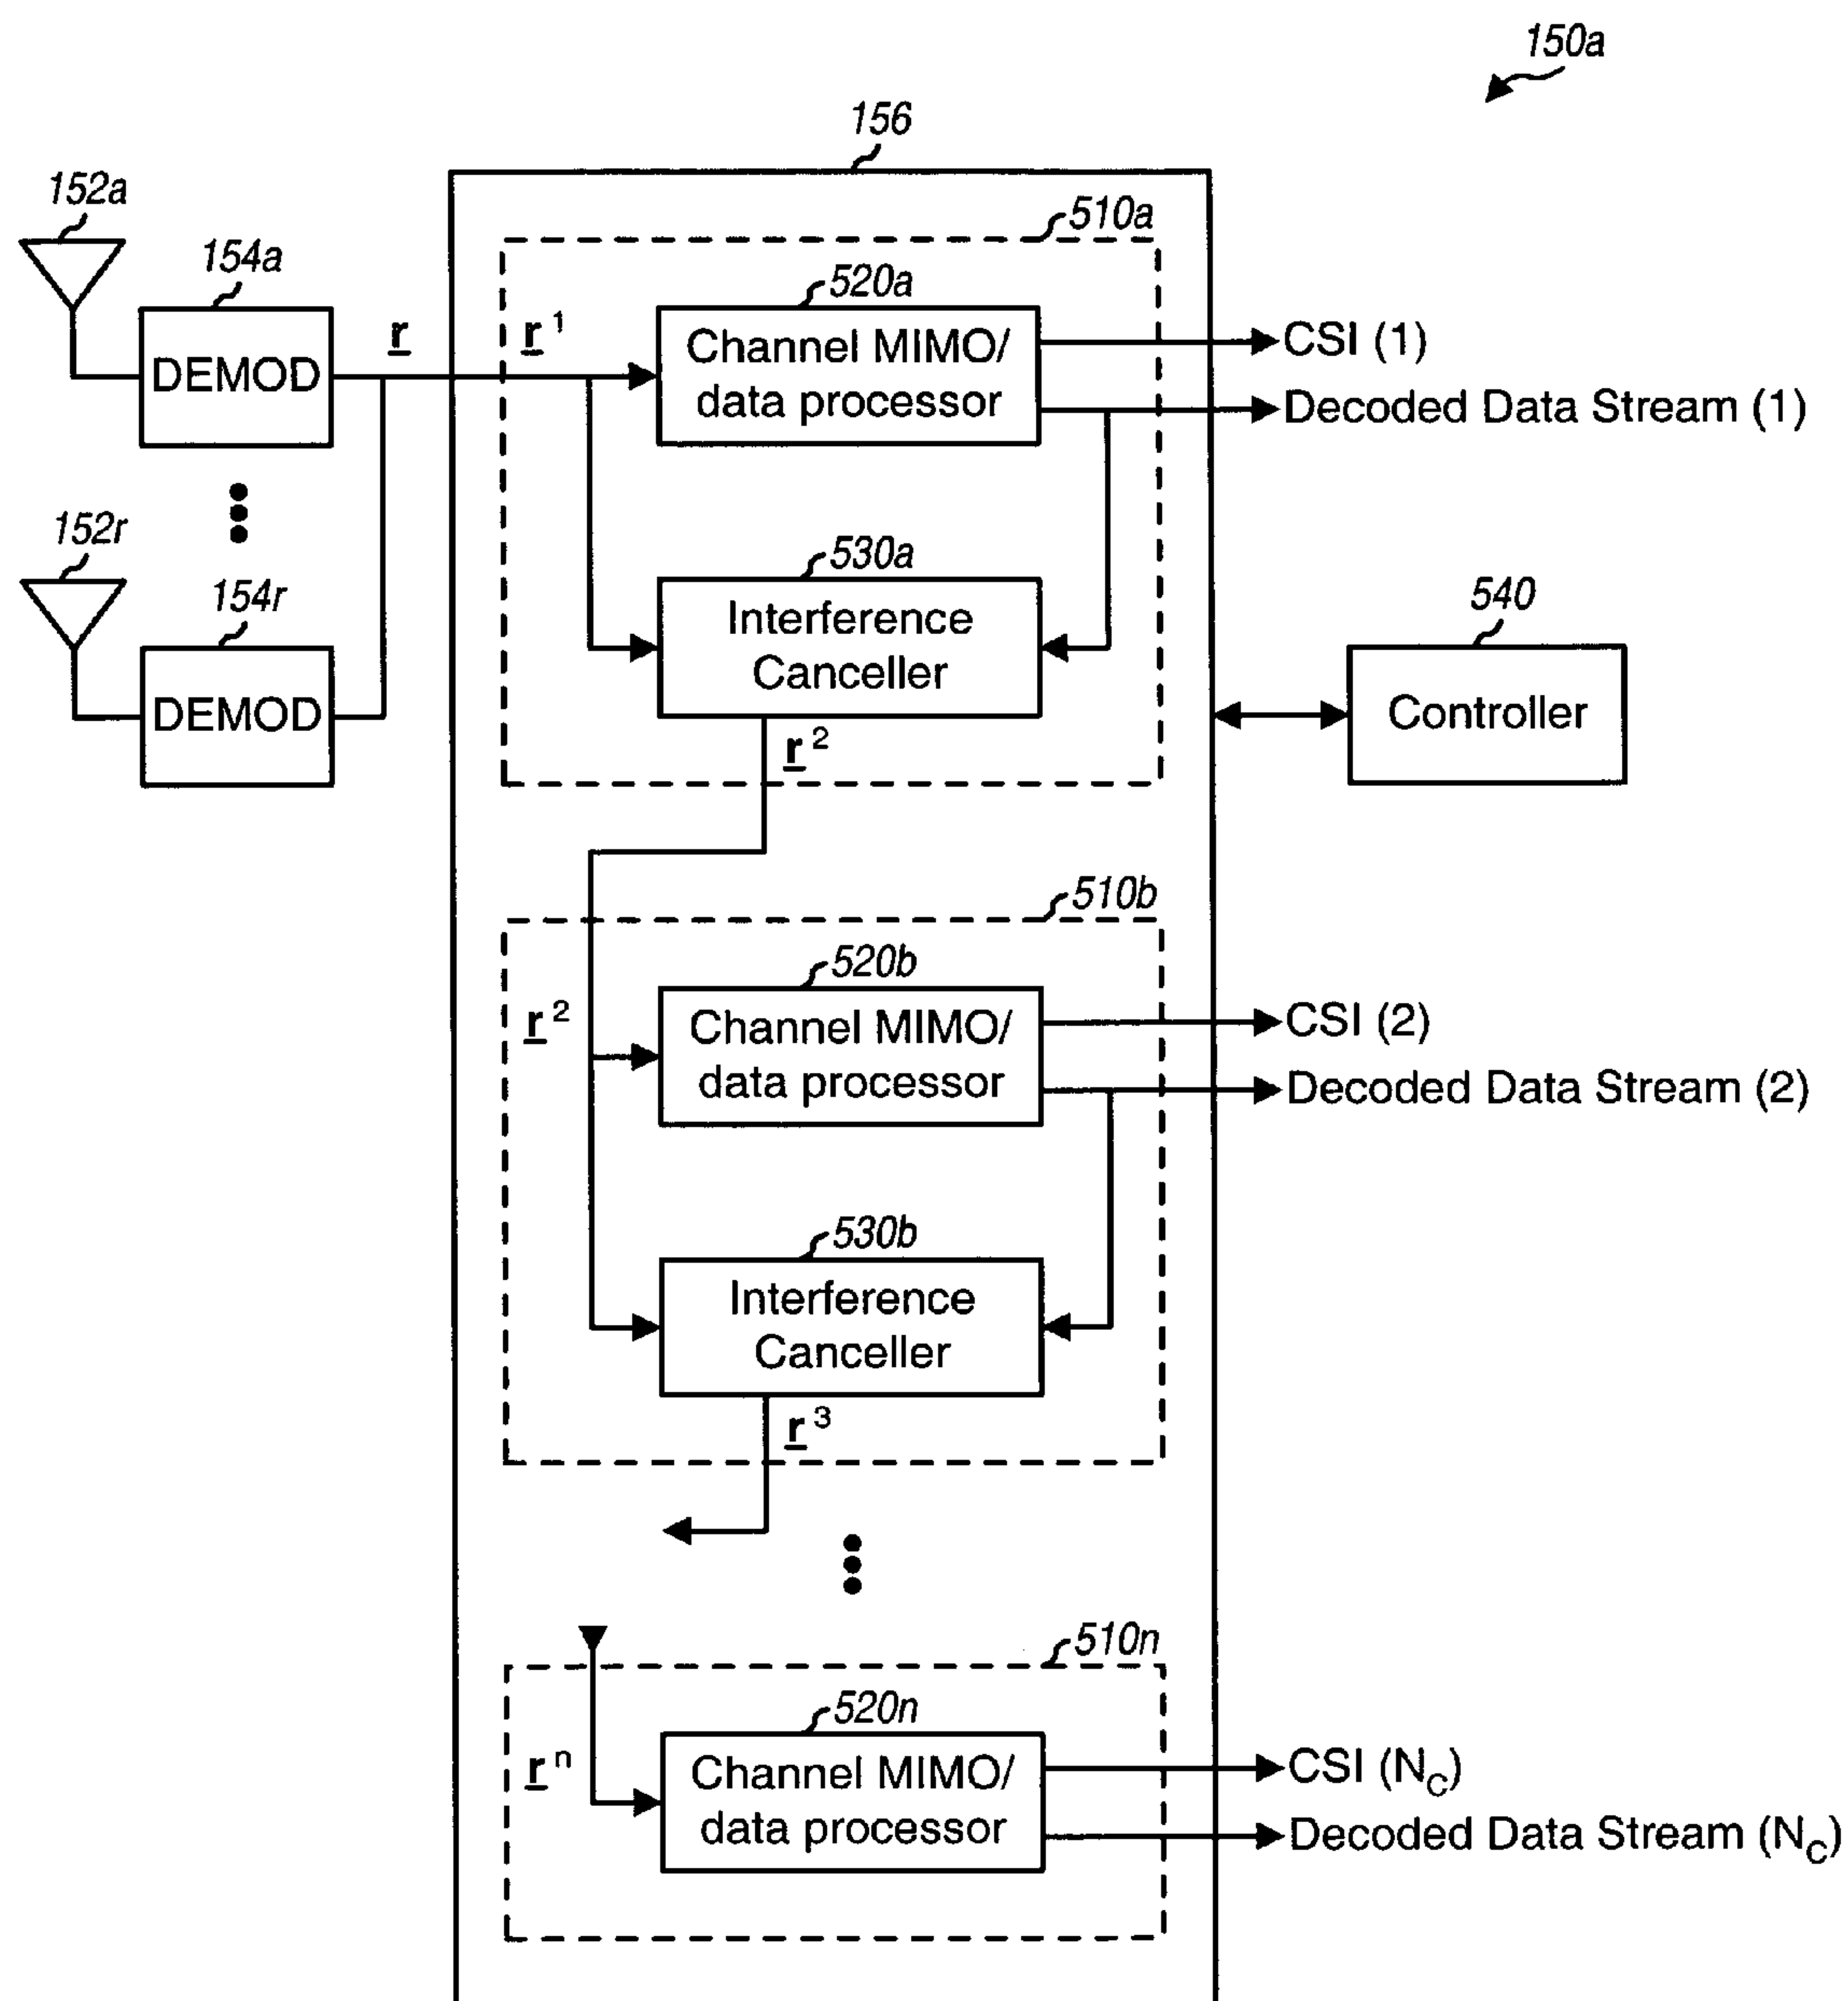 150a
156
152a
154a
DEMOD
r
152r
154r
DEMOD
510a
r¹
520a
Channel MIMO/
data processor
CSI (1)
Decoded Data Stream (1)
530a
Interference
Canceller
r²
540
Controller
510b
r²
520b
Channel MIMO/
data processor
CSI (2)
Decoded Data Stream (2)
530b
Interference
Canceller
r³
510n
rⁿ
520n
Channel MIMO/
data processor
CSI (N_C)
Decoded Data Stream (N_C)